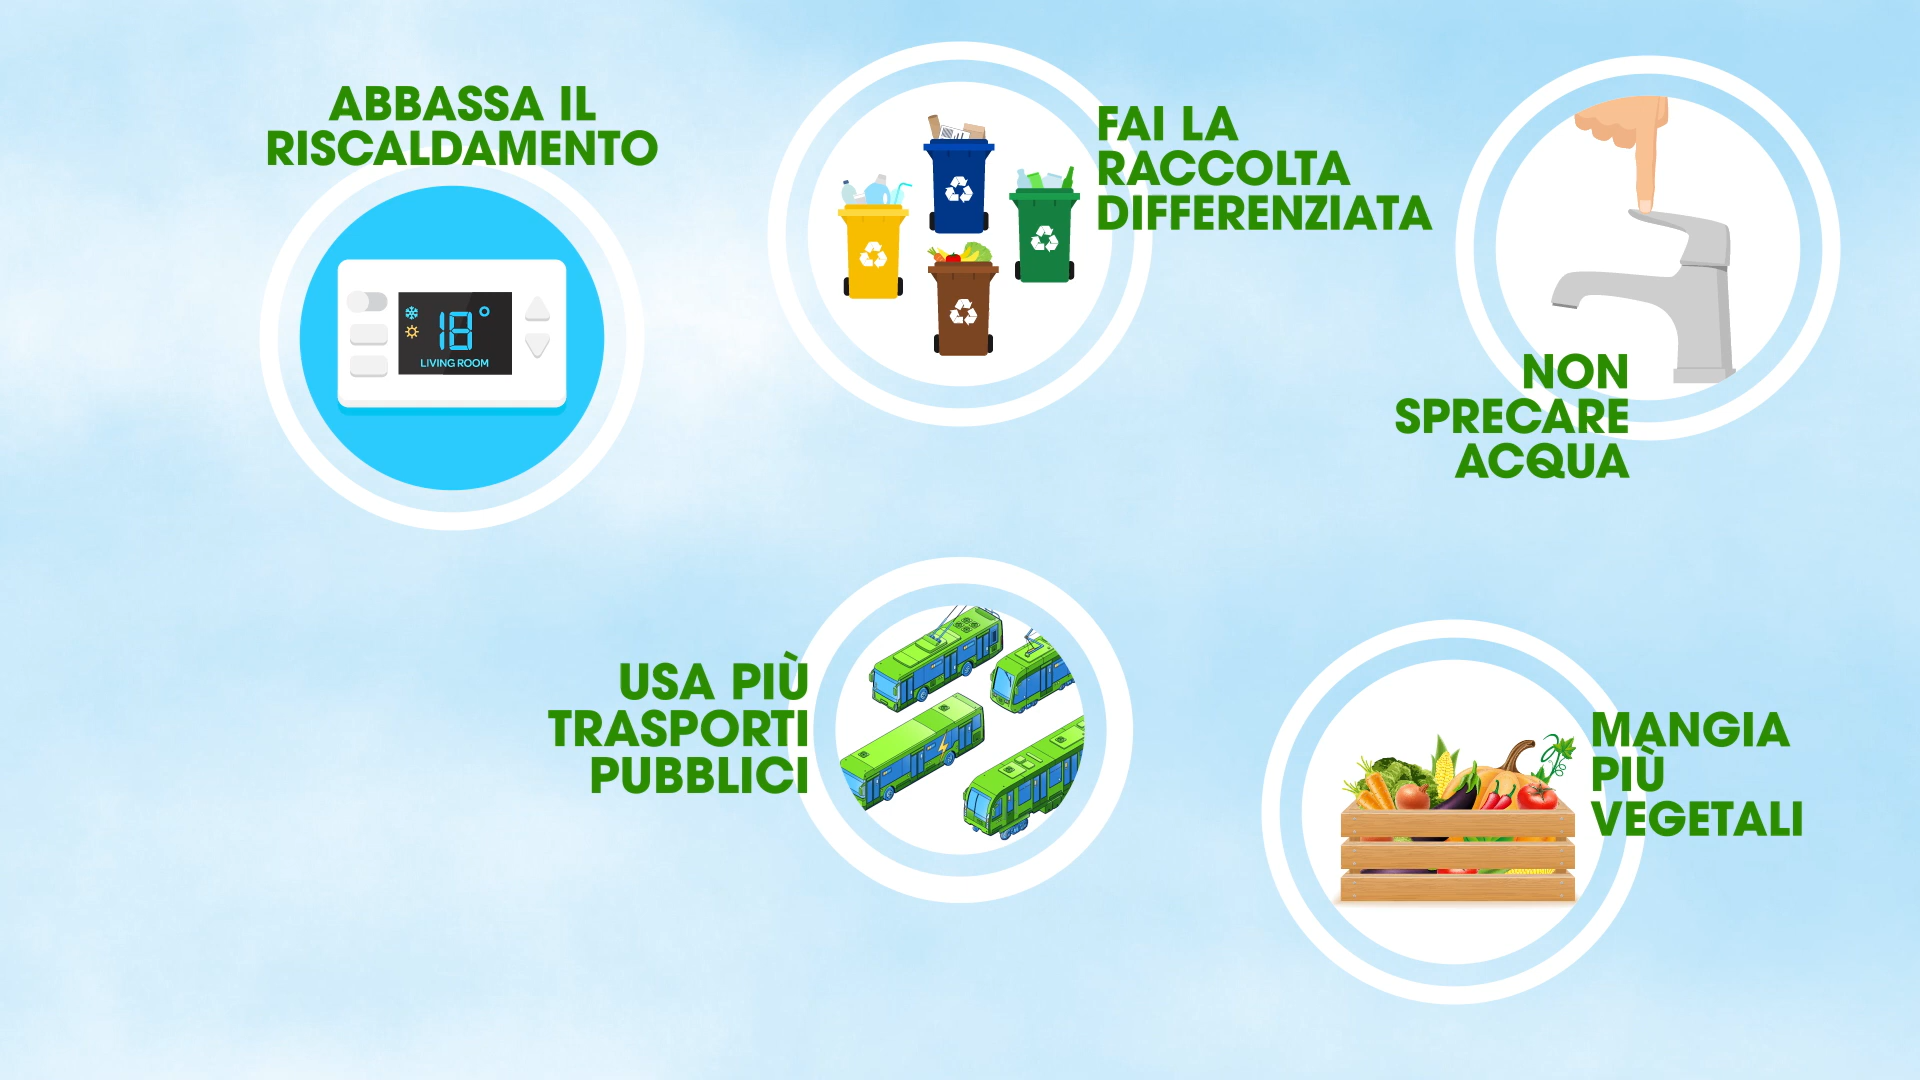 ABBASSA IL
RISCALDAMENTO
18°
LIVING ROOM
FAI LA
RACCOLTA
DIFFERENZIATA
NON
SPRECARE
ACQUA
USA PIÙ
TRASPORTI
PUBBLICI
MANGIA
PIÙ
VEGETALI